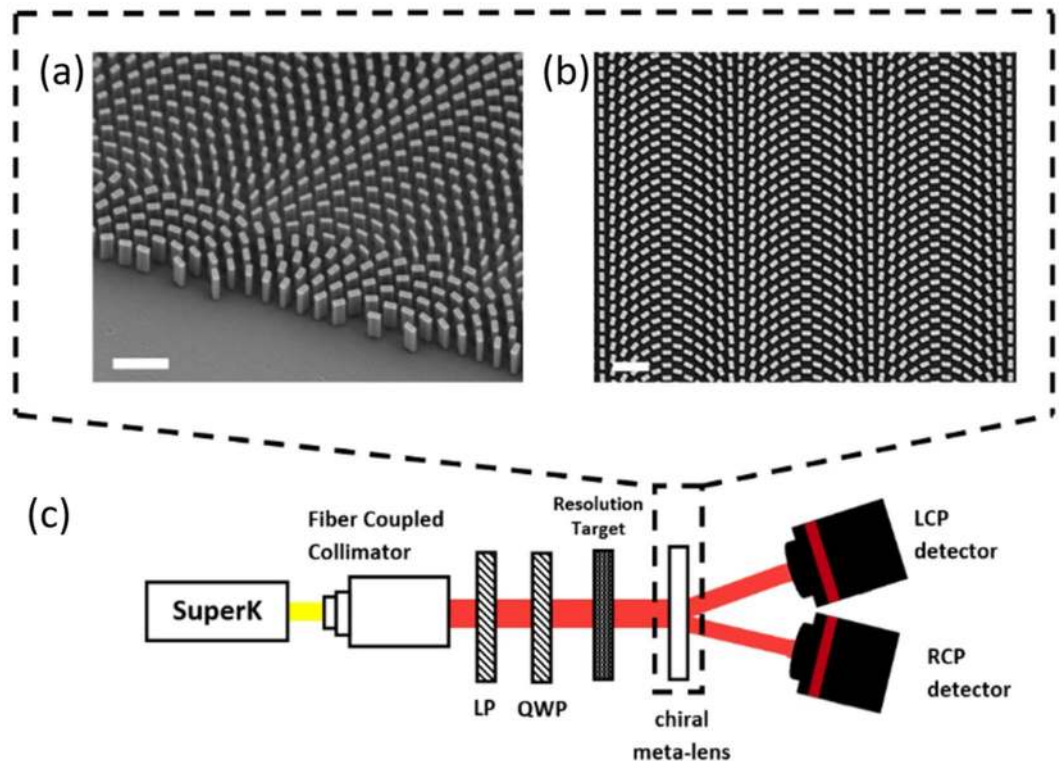 (a)
(b)
(c)
Fiber Coupled
Collimator
Resolution
Target
LCP
detector
SuperK
RCP
detector
LP
QWP
chiral
meta-lens